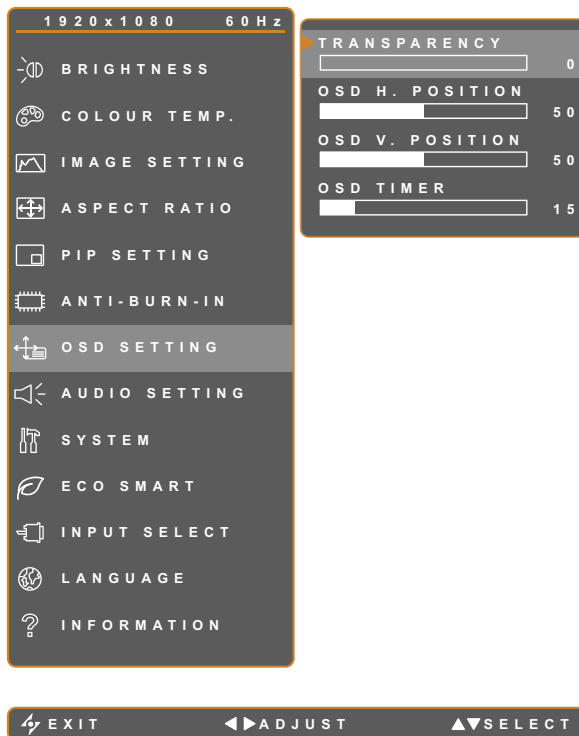 1920x1080 60Hz
BRIGHTNESS
COLOUR TEMP.
IMAGE SETTING
ASPECT RATIO
PIP SETTING
ANTI-BURN-IN
OSD SETTING
AUDIO SETTING
SYSTEM
ECO SMART
INPUT SELECT
LANGUAGE
INFORMATION
TRANSPARENCY
0
OSD H. POSITION
50
OSD V. POSITION
50
OSD TIMER
15
EXIT ADJUST SELECT